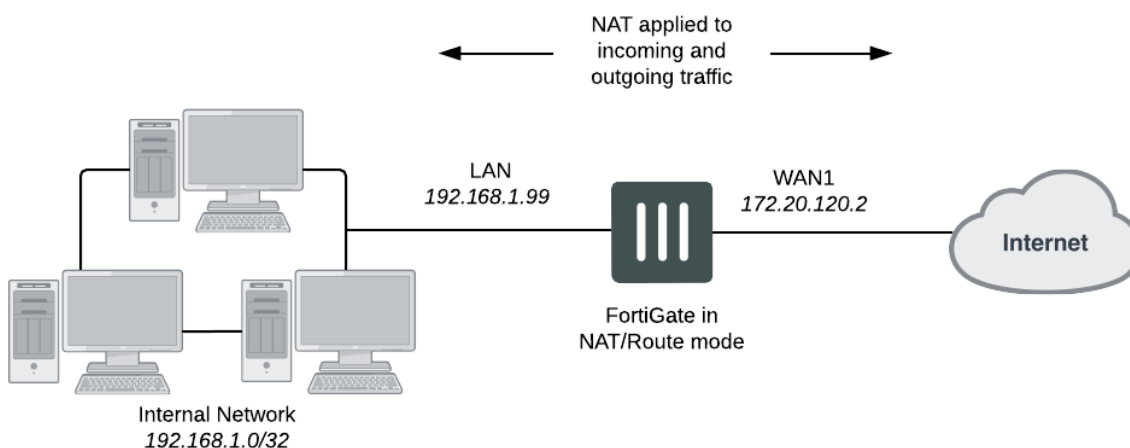 NAT applied to
incoming and
outgoing traffic
LAN
192.168.1.99
WAN1
172.20.120.2
Internet
FortiGate in
NAT/Route mode
Internal Network
192.168.1.0/32